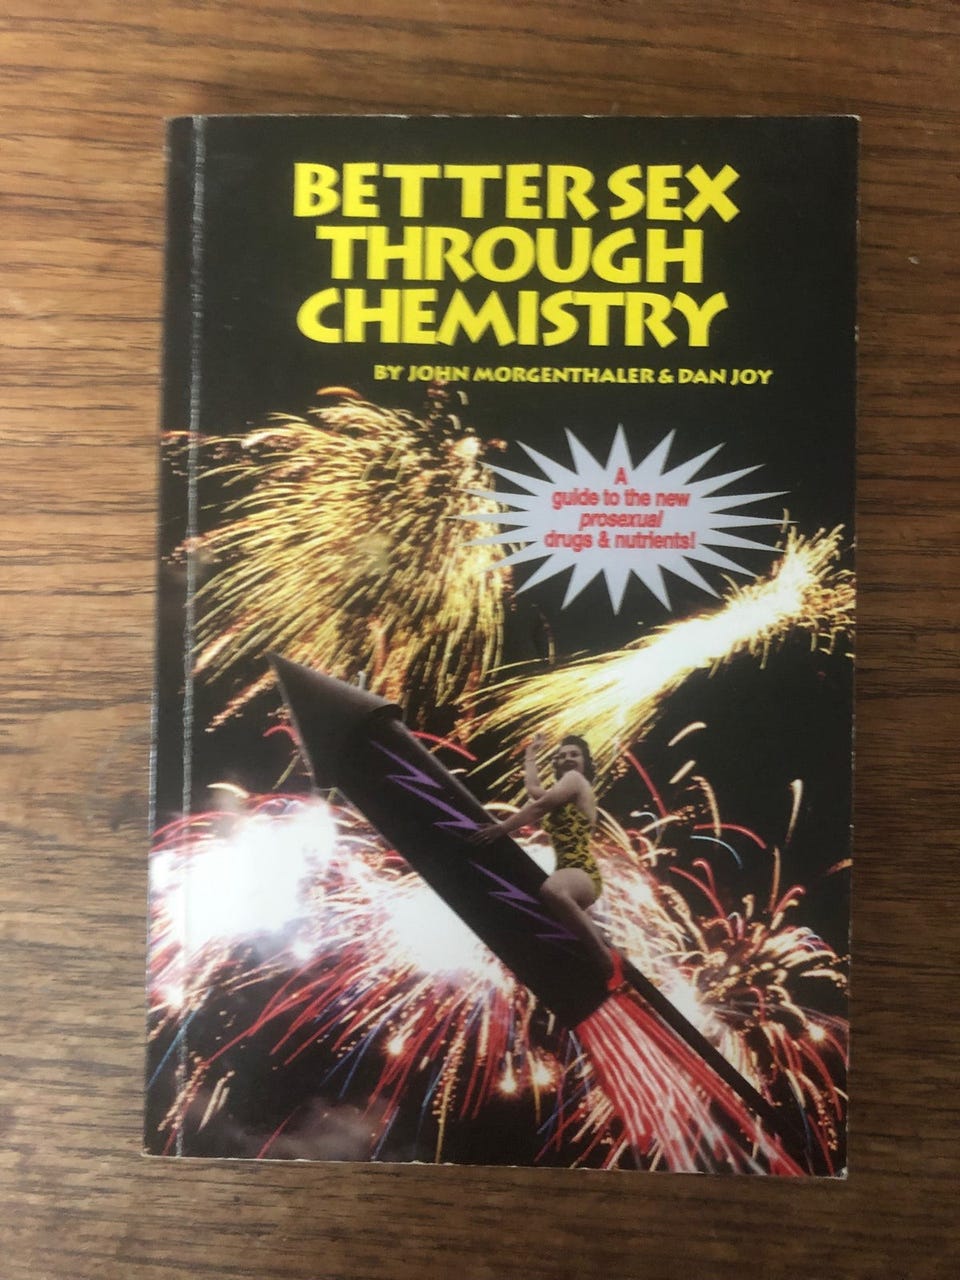 BETTER SEX
THROUGH
CHEMISTRY
BY JOHN MORGENTHALER & DAN JOY
A
guide to the new
prosexual
drugs & nutrients!